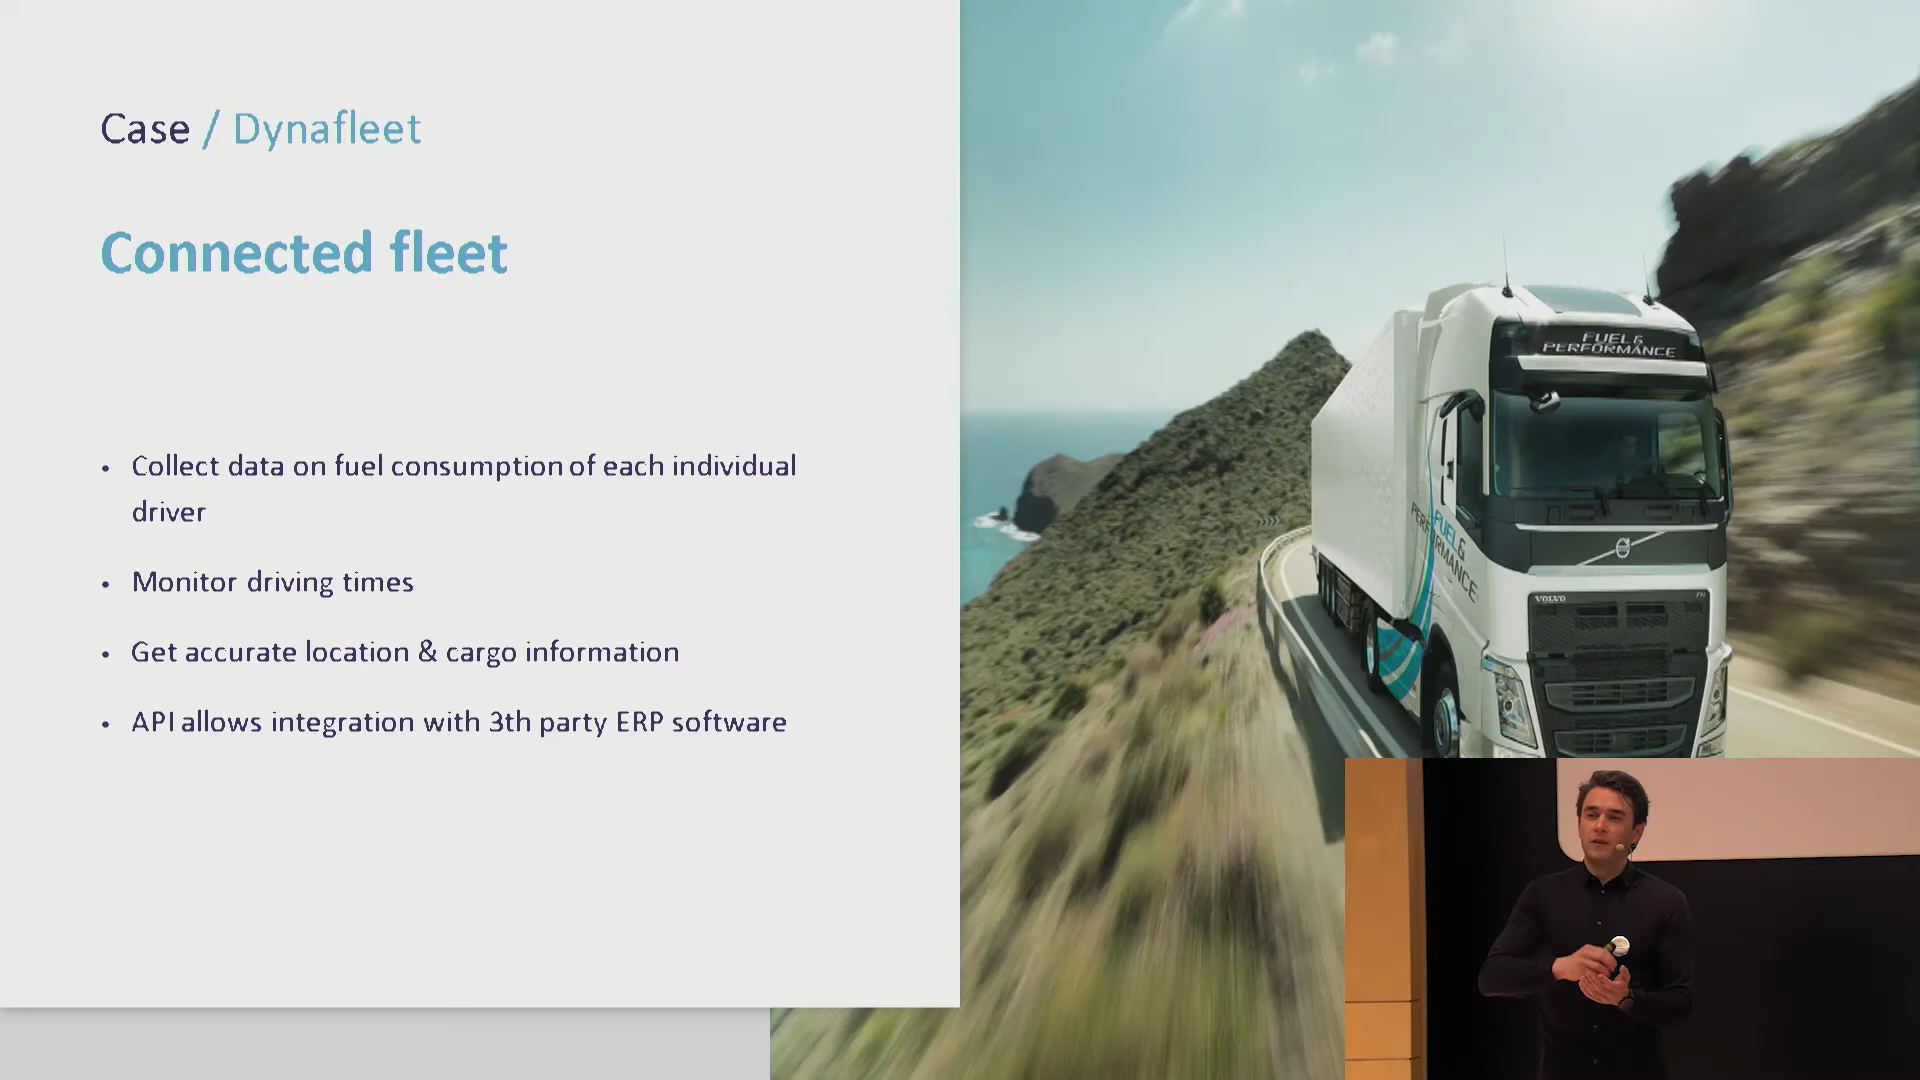 Case / Dynafleet
Connected fleet
• Collect data on fuel consumption of each individual
driver
• Monitor driving times
• Get accurate location & cargo information
• API allows integration with 3th party ERP software
FUEL &
PERFORMANCE
FUEL &
PERFORMANCE
VOLVO
FH